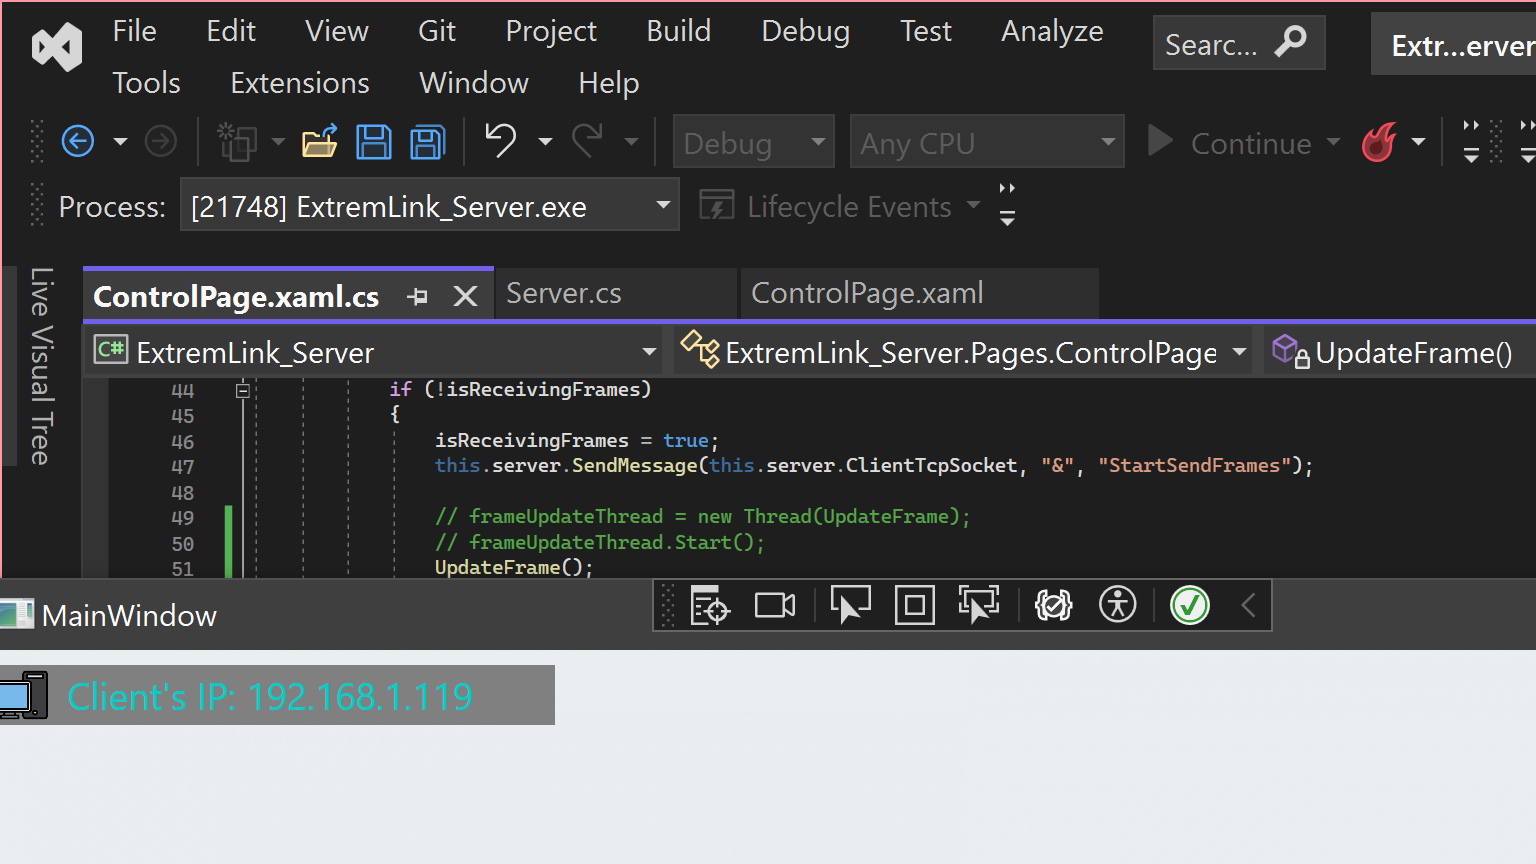 File Edit View Git Project Build Debug Test Analyze Searc... Extr...erver
Tools Extensions Window Help
Debug Any CPU Continue
Process: [21748] ExtremLink_Server.exe Lifecycle Events
Live Visual Tree
ControlPage.xaml.cs Server.cs ControlPage.xaml
C# ExtremLink_Server ExtremLink_Server.Pages.ControlPage UpdateFrame()
44 if (!isReceivingFrames)
45 {
46 isReceivingFrames = true;
47 this.server.SendMessage(this.server.ClientTcpSocket, "&", "StartSendFrames");
48
49 // frameUpdateThread = new Thread(UpdateFrame);
50 // frameUpdateThread.Start();
51 UpdateFrame();
MainWindow
Client's IP: 192.168.1.119